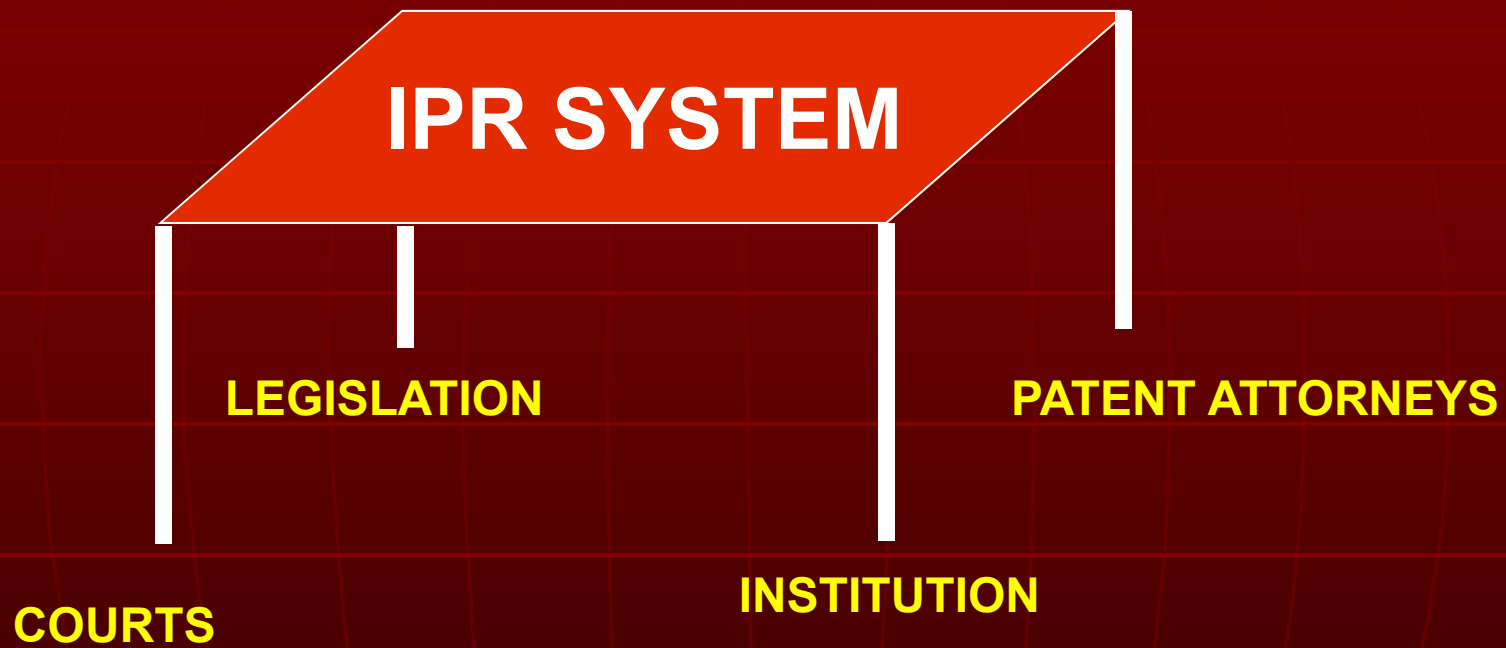 IPR SYSTEM
LEGISLATION
PATENT ATTORNEYS
INSTITUTION
COURTS